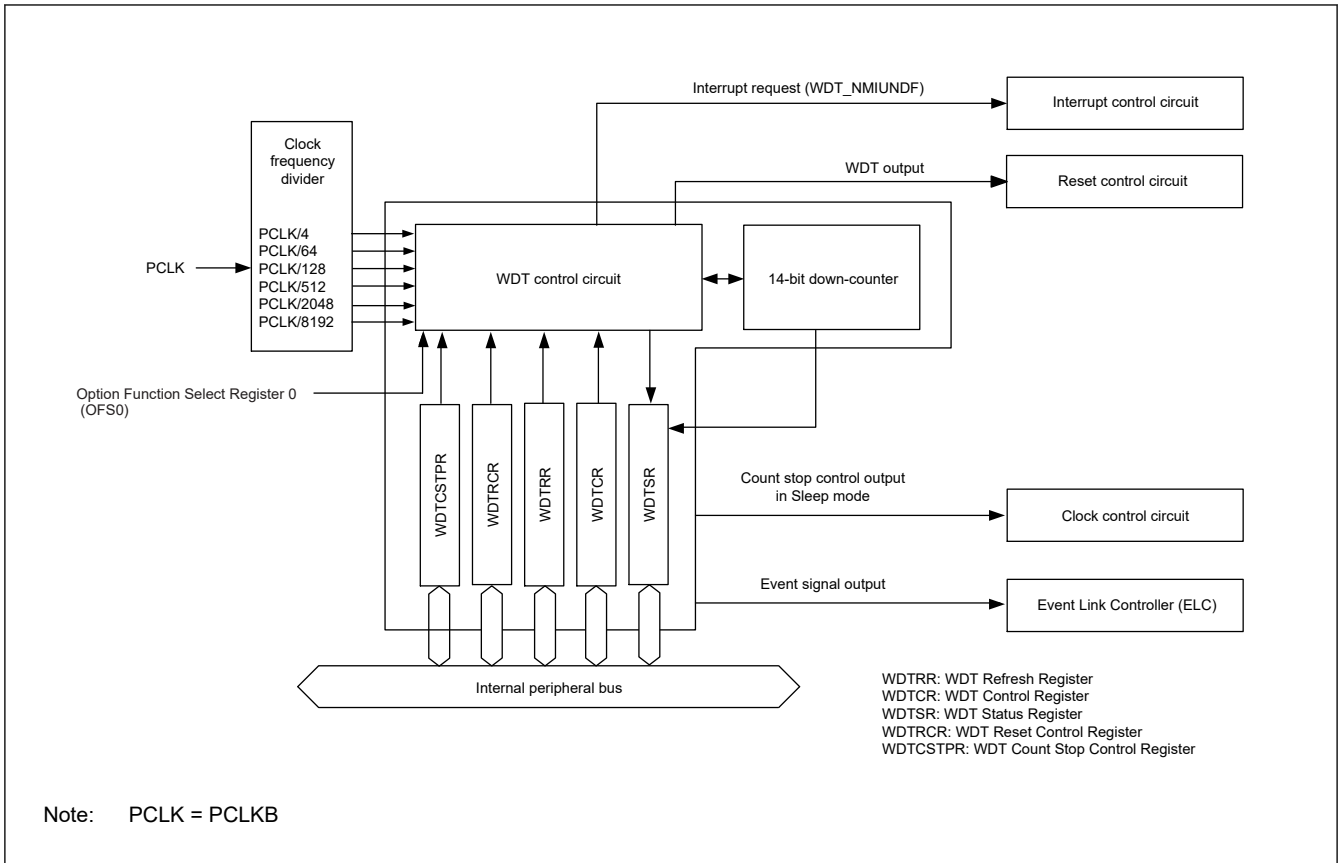 Interrupt request (WDT_NMIUNDF)
Interrupt control circuit
WDT output
Reset control circuit
Clock
frequency
divider
PCLK/4
PCLK/64
PCLK/128
PCLK/512
PCLK/2048
PCLK/8192
PCLK
WDT control circuit
14-bit down-counter
Option Function Select Register 0
(OFS0)
WDTCSTPR
WDTRCR
WDTRR
WDTCR
WDTSR
Count stop control output
in Sleep mode
Clock control circuit
Event signal output
Event Link Controller (ELC)
Internal peripheral bus
WDTRR: WDT Refresh Register
WDTCR: WDT Control Register
WDTSR: WDT Status Register
WDTRCR: WDT Reset Control Register
WDTCSTPR: WDT Count Stop Control Register
Note: PCLK = PCLKB